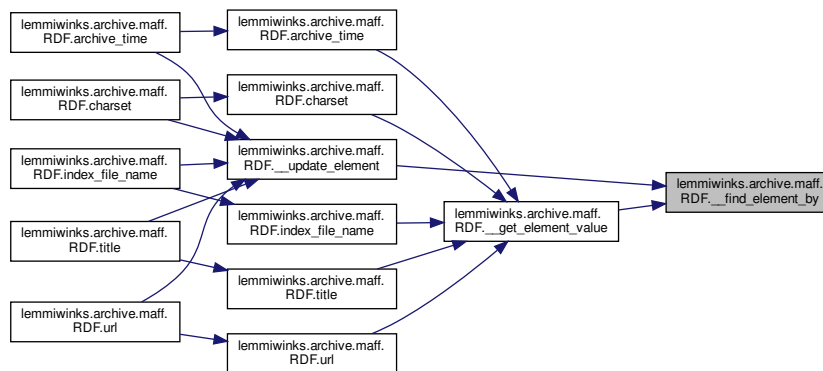 lemmiwinks.archive.maff.
RDF.archive_time
lemmiwinks.archive.maff.
RDF.charset
lemmiwinks.archive.maff.
RDF.index_file_name
lemmiwinks.archive.maff.
RDF.title
lemmiwinks.archive.maff.
RDF.url
lemmiwinks.archive.maff.
RDF.archive_time
lemmiwinks.archive.maff.
RDF.charset
lemmiwinks.archive.maff.
RDF.__update_element
lemmiwinks.archive.maff.
RDF.index_file_name
lemmiwinks.archive.maff.
RDF.title
lemmiwinks.archive.maff.
RDF.url
lemmiwinks.archive.maff.
RDF.__get_element_value
lemmiwinks.archive.maff.
RDF.__find_element_by